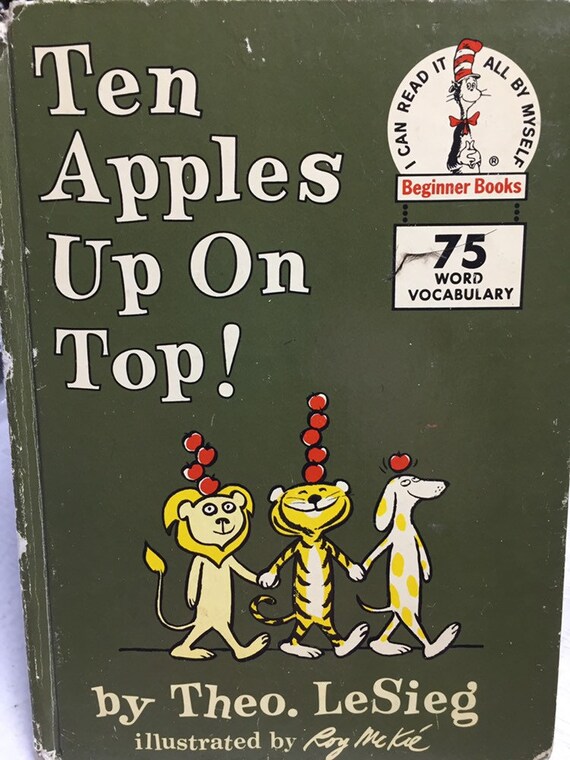 Ten
Apples
Up On
Top!
I CAN READ IT ALL BY MYSELF
®
Beginner Books
75
WORD
VOCABULARY
by Theo. LeSieg
illustrated by Roy McKié